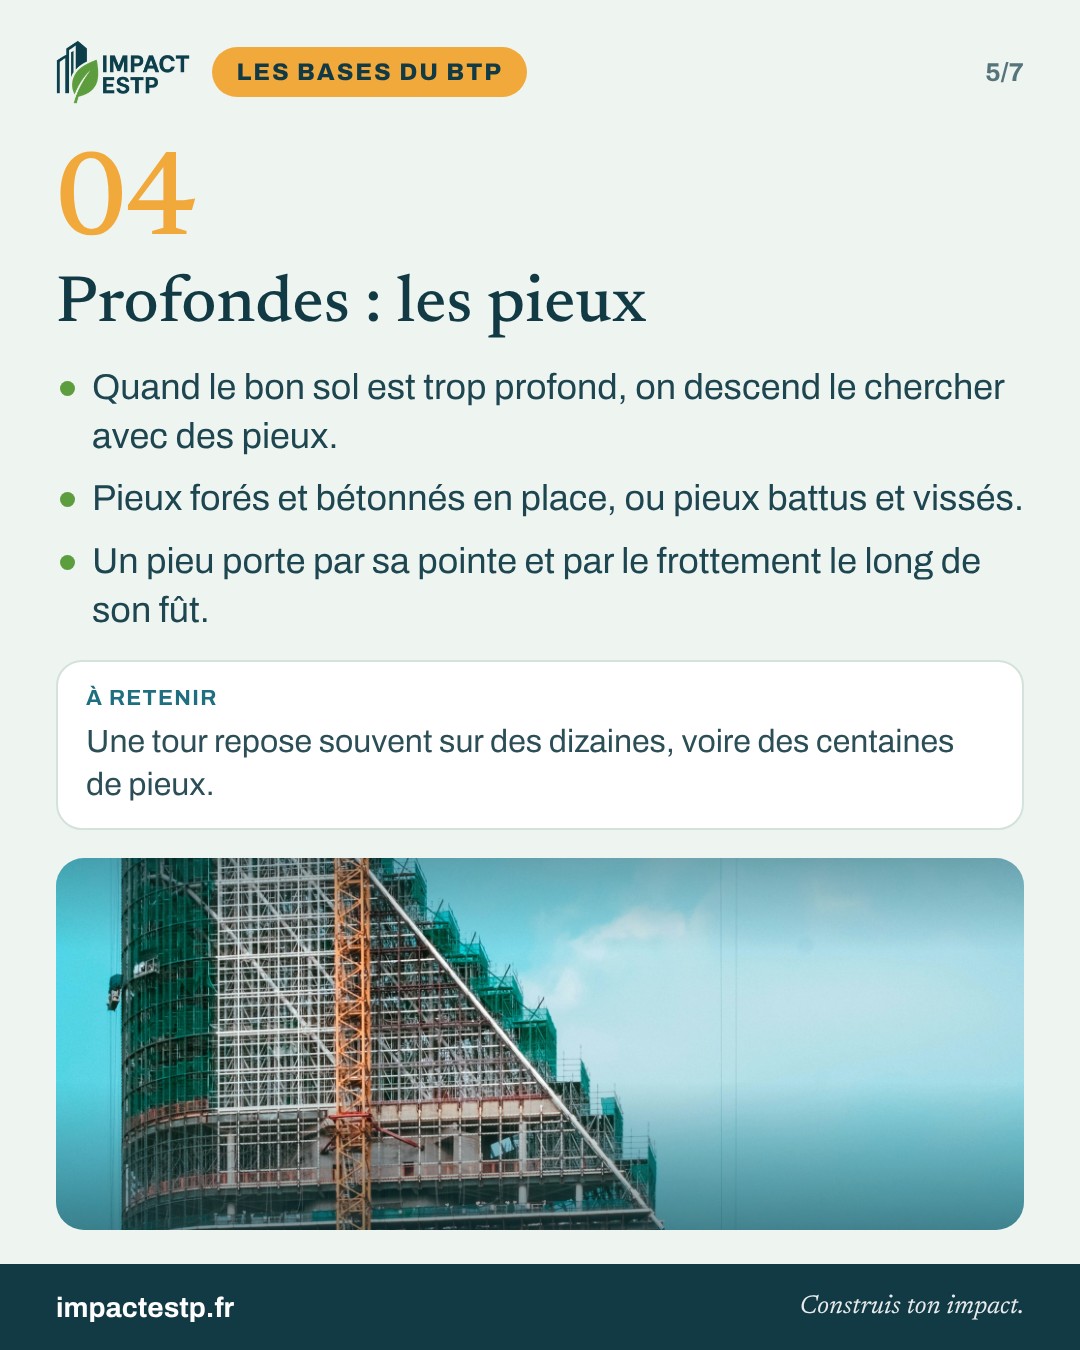 IMPACT
ESTP
LES BASES DU BTP
5/7
04
Profondes : les pieux
Quand le bon sol est trop profond, on descend le chercher
avec des pieux.
Pieux forés et bétonnés en place, ou pieux battus et vissés.
Un pieu porte par sa pointe et par le frottement le long de
son fût.
À RETENIR
Une tour repose souvent sur des dizaines, voire des centaines
de pieux.
impactestp.fr
Construis ton impact.